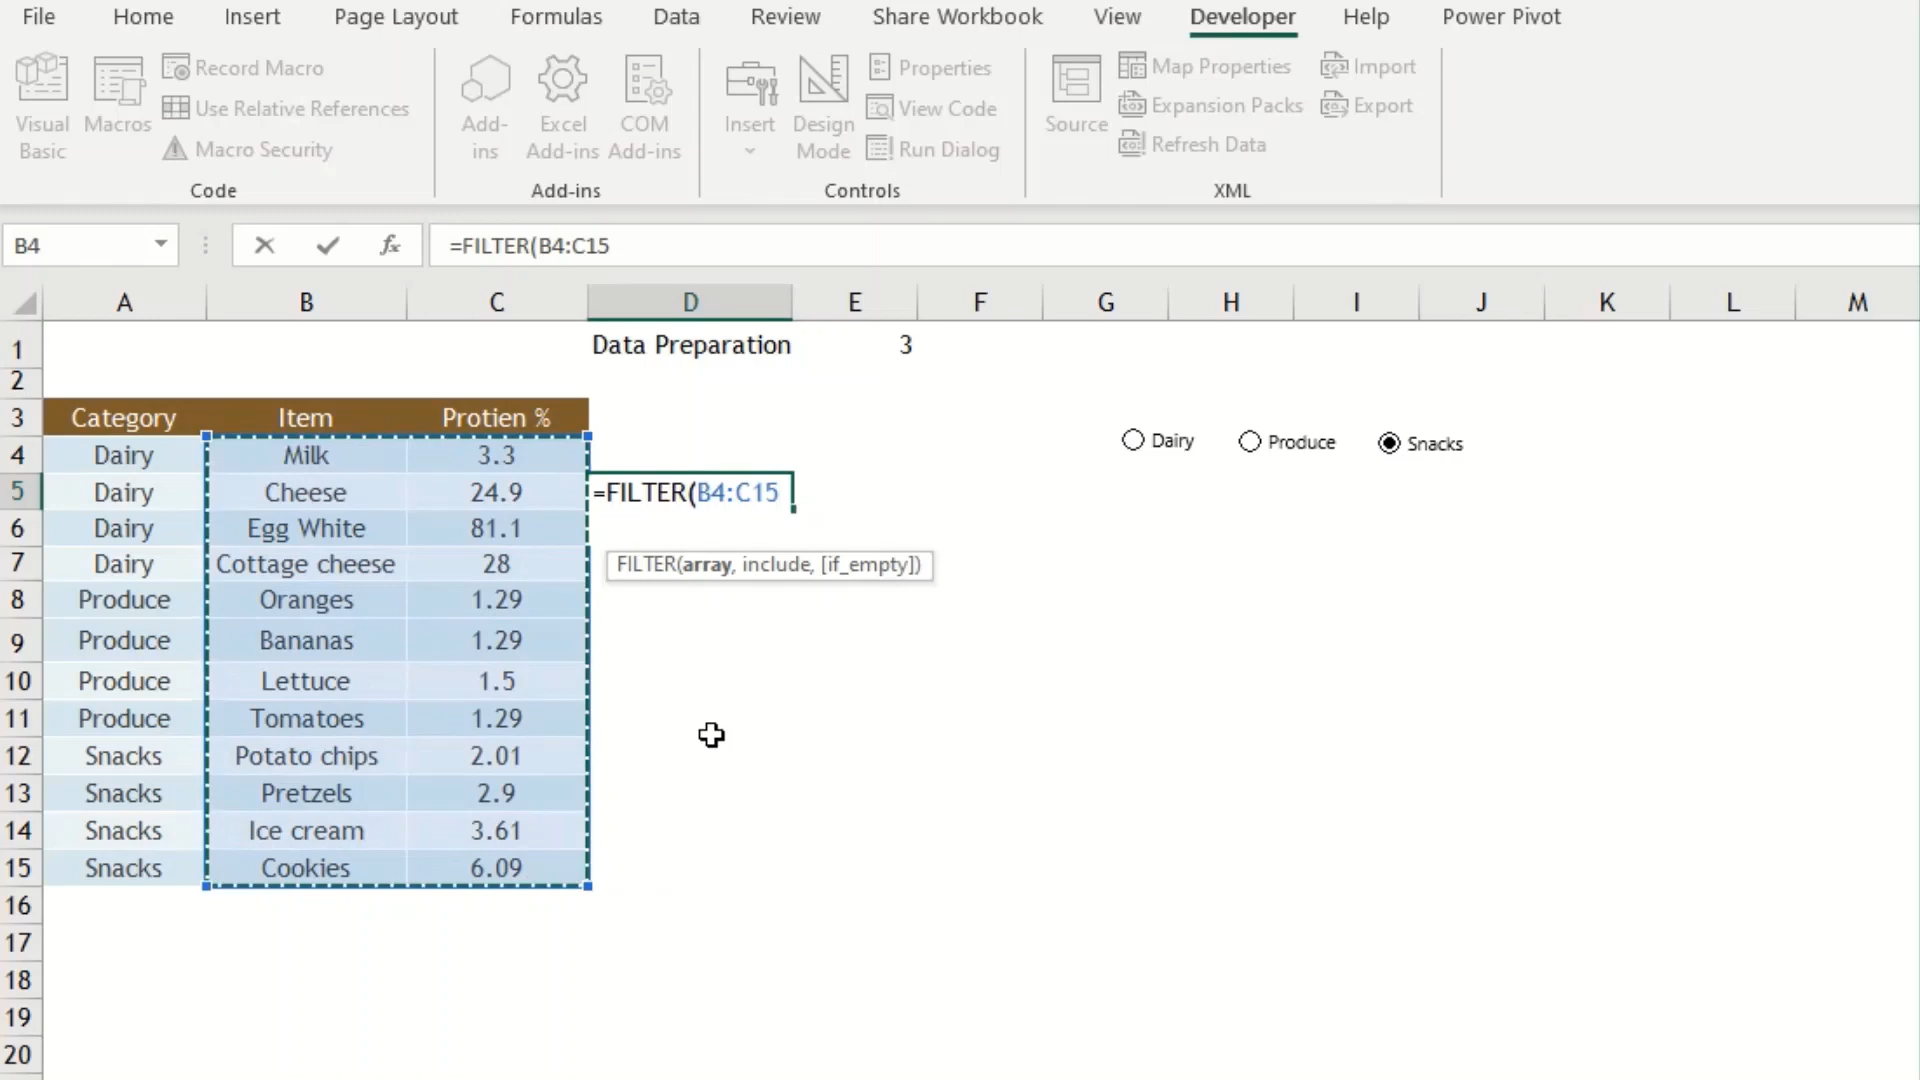 File Home Insert Page Layout Formulas Data Review Share Workbook View Developer Help Power Pivot
Visual Basic
Macros
Record Macro
Use Relative References
Macro Security
Code
Add-ins
Excel Add-ins
COM Add-ins
Add-ins
Insert
Design Mode
Properties
View Code
Run Dialog
Controls
Source
Map Properties
Expansion Packs
Refresh Data
Import
Export
XML
B4 fx =FILTER(B4:C15
A B C D E F G H I J K L M
1 Data Preparation 3
2
3 Category Item Protien %
4 Dairy Milk 3.3 Dairy Produce Snacks
5 Dairy Cheese 24.9 =FILTER(B4:C15
6 Dairy Egg White 81.1
7 Dairy Cottage cheese 28 FILTER(array, include, [if_empty])
8 Produce Oranges 1.29
9 Produce Bananas 1.29
10 Produce Lettuce 1.5
11 Produce Tomatoes 1.29
12 Snacks Potato chips 2.01
13 Snacks Pretzels 2.9
14 Snacks Ice cream 3.61
15 Snacks Cookies 6.09
16
17
18
19
20